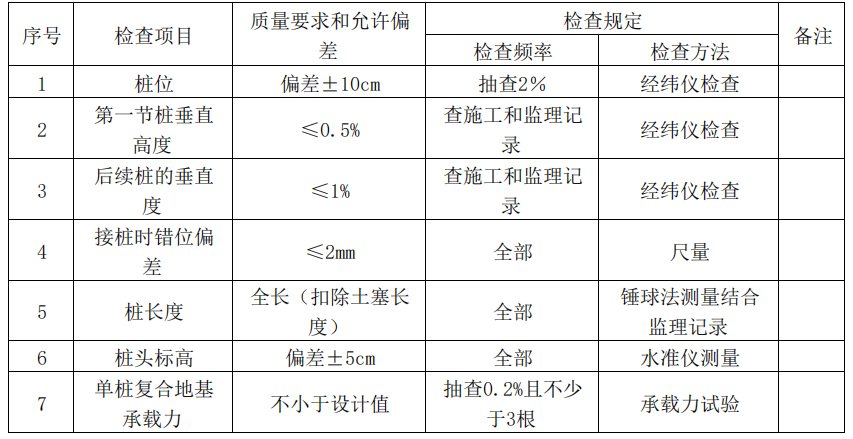 序号
检查项目
质量要求和允许偏
差
检查规定
备注
检查频率
检查方法
1
桩位
偏差±10cm
抽查2%
经纬仪检查
2
第一节桩垂直
高度
≤0.5%
查施工和监理记
录
经纬仪检查
3
后续桩的垂直
度
≤1%
查施工和监理记
录
经纬仪检查
4
接桩时错位偏
差
≤2mm
全部
尺量
5
桩长度
全长（扣除土塞长
度）
全部
锤球法测量结合
监理记录
6
桩头标高
偏差±5cm
全部
水准仪测量
7
单桩复合地基
承载力
不小于设计值
抽查0.2%且不少
于3根
承载力试验